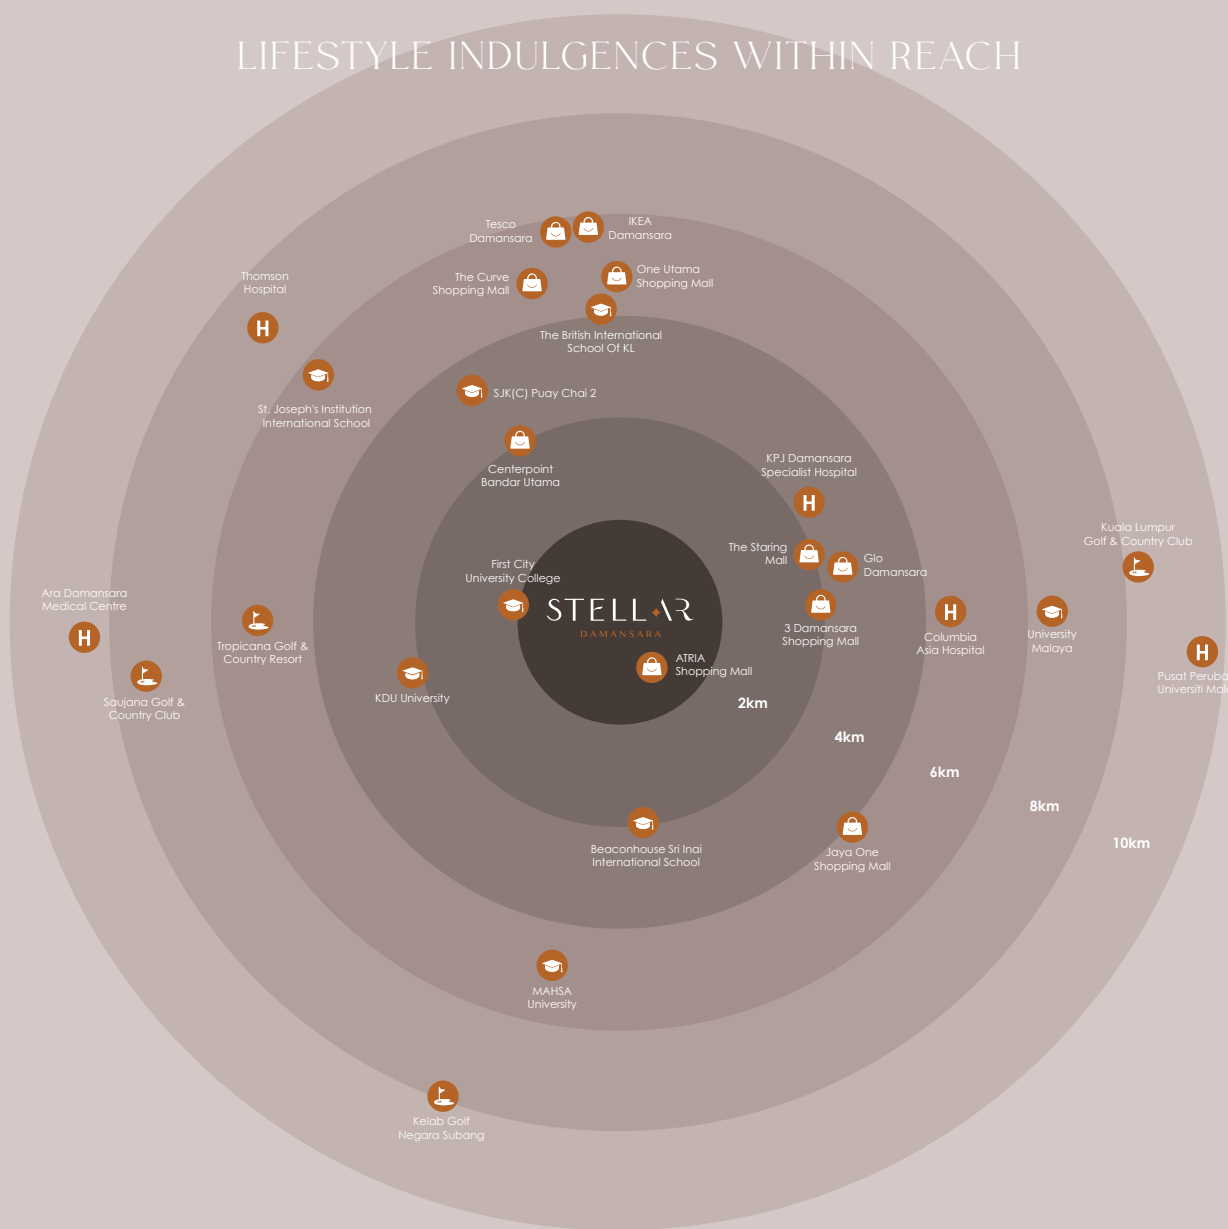 LIFESTYLE INDULGENCES WITHIN REACH
Tesco
Damansara
IKEA
Damansara
The Curve
Shopping Mall
One Utama
Shopping Mall
Thomson
Hospital
The British International
School Of KL
SJK(C) Puay Chai 2
St. Joseph's Institution
International School
Centerpoint
Bandar Utama
KPJ Damansara
Specialist Hospital
Kuala Lumpur
Golf & Country Club
The Staring
Mall
Glo
Damansara
First City
University College
STELLAR
DAMANSARA
Ara Damansara
Medical Centre
3 Damansara
Shopping Mall
Columbia
Asia Hospital
University
Malaya
Tropicana Golf &
Country Resort
ATRIA
Shopping Mall
Pusat Peruba
Universiti Mal
KDU University
Saujana Golf &
Country Club
2km
4km
6km
8km
10km
Beaconhouse Sri Inai
International School
Jaya One
Shopping Mall
MAHSA
University
Kelab Golf
Negara Subang
H
H
H
H
H